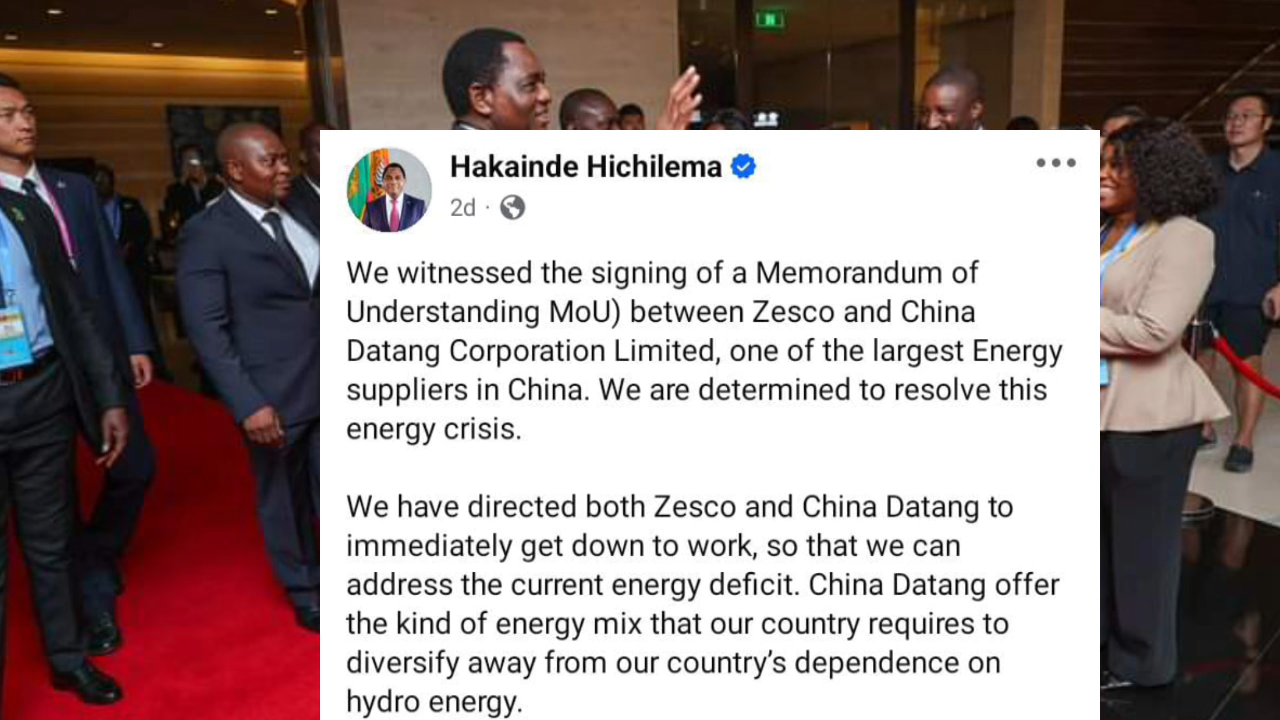 Hakainde Hichilema
2d ·
We witnessed the signing of a Memorandum of
Understanding MoU) between Zesco and China
Datang Corporation Limited, one of the largest Energy
suppliers in China. We are determined to resolve this
energy crisis.
We have directed both Zesco and China Datang to
immediately get down to work, so that we can
address the current energy deficit. China Datang offer
the kind of energy mix that our country requires to
diversify away from our country's dependence on
hydro energy.